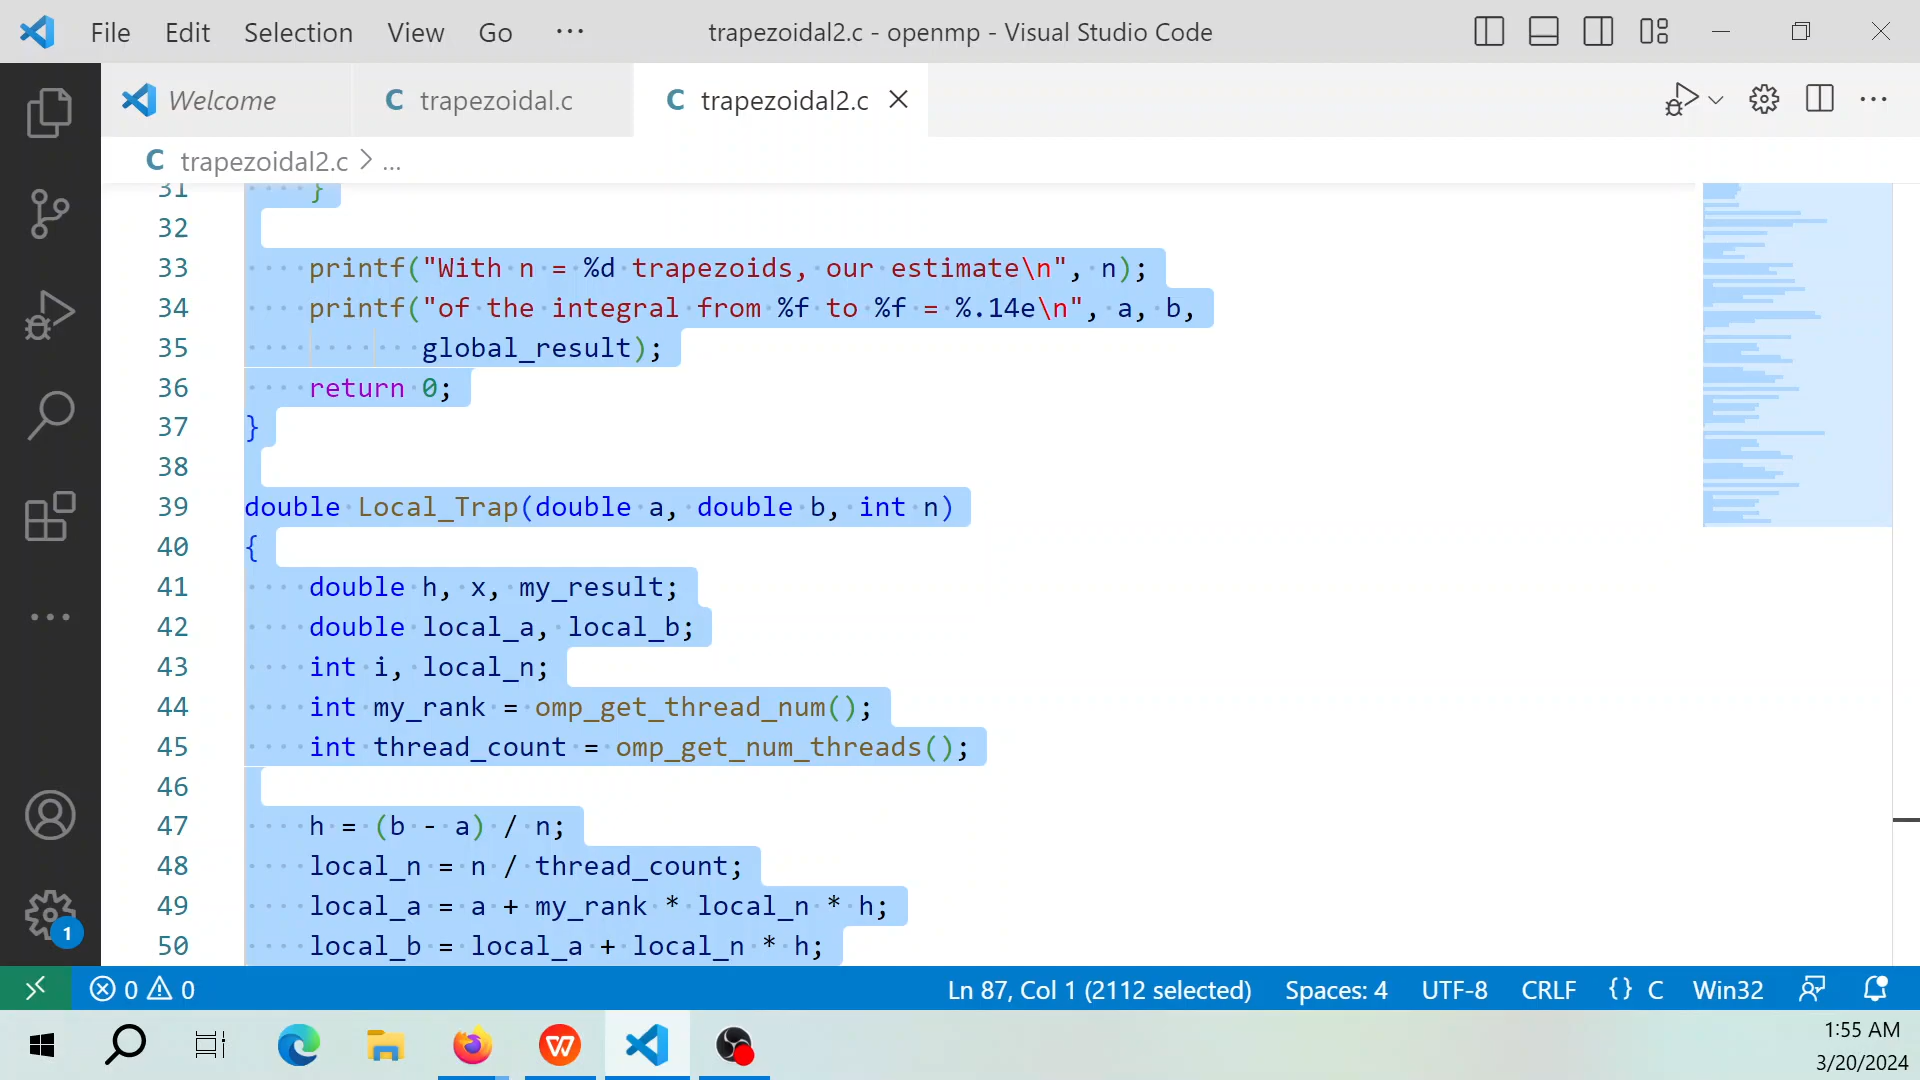 File Edit Selection View Go ··· trapezoidal2.c - openmp - Visual Studio Code
Welcome C trapezoidal.c C trapezoidal2.c
C trapezoidal2.c > ...
31 }
32
33 printf("With n = %d trapezoids, our estimate\n", n);
34 printf("of the integral from %f to %f = %.14e\n", a, b,
35 global_result);
36 return 0;
37 }
38
39 double Local_Trap(double a, double b, int n)
40 {
41 double h, x, my_result;
42 double local_a, local_b;
43 int i, local_n;
44 int my_rank = omp_get_thread_num();
45 int thread_count = omp_get_num_threads();
46
47 h = (b - a) / n;
48 local_n = n / thread_count;
49 local_a = a + my_rank * local_n * h;
50 local_b = local_a + local_n * h;
1
0 0 Ln 87, Col 1 (2112 selected) Spaces: 4 UTF-8 CRLF {} C Win32
1:55 AM
3/20/2024